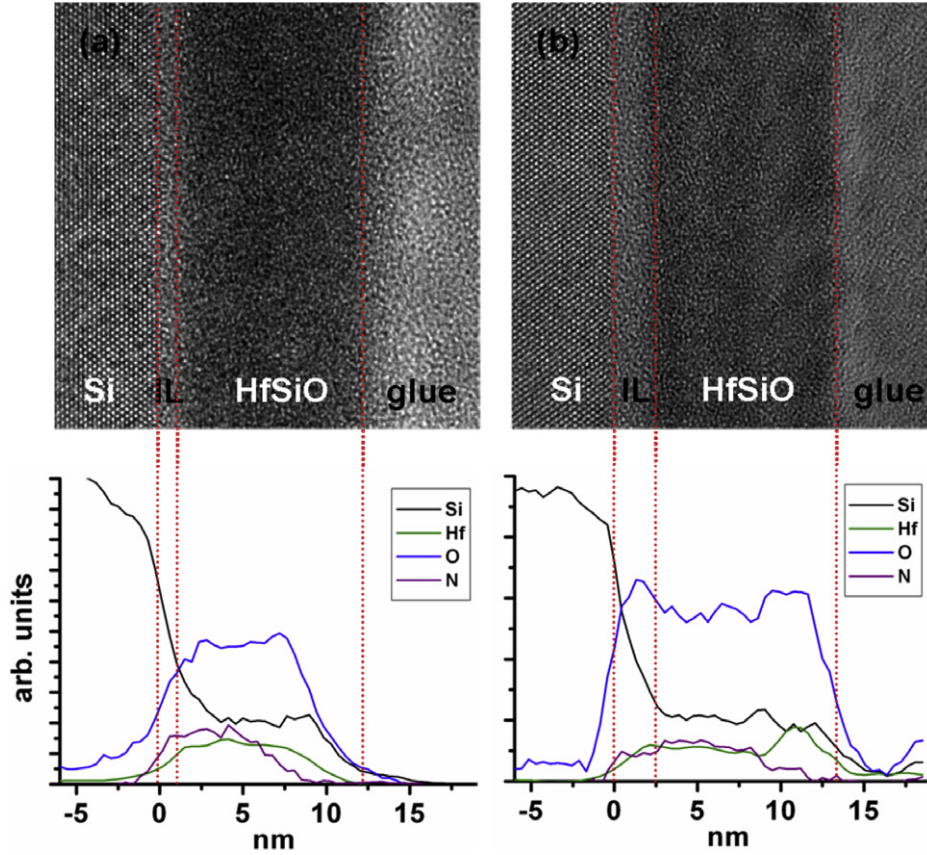 (a)
(b)
Si IL HfSiO glue
Si IL HfSiO glue
Si
Hf
O
N
Si
Hf
O
N
arb. units
-5 0 5 10 15
-5 0 5 10 15
nm
nm